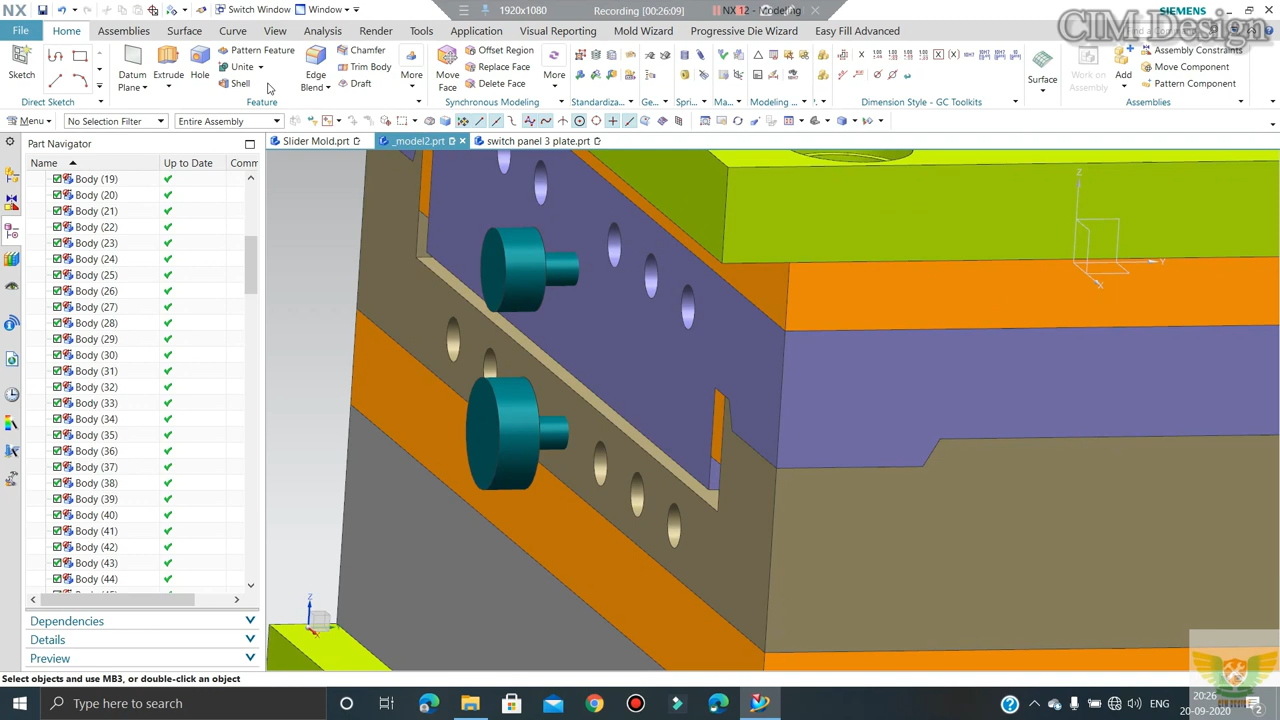 NX
Switch Window
Window
1920x1080
Recording [00:26:09]
NX 12 - Modeling
SIEMENS
CIM Design
File
Home
Assemblies
Surface
Curve
View
Analysis
Render
Tools
Application
Visual Reporting
Mold Wizard
Progressive Die Wizard
Easy Fill Advanced
Sketch
Datum Plane
Extrude
Hole
Pattern Feature
Unite
Shell
Edge Blend
Chamfer
Trim Body
Draft
More
Move Face
Offset Region
Replace Face
Delete Face
More
Surface
Work on Assembly
Add
Assembly Constraints
Move Component
Pattern Component
Direct Sketch
Feature
Synchronous Modeling
Standardiza...
Ge...
Spri...
Ma...
Modeling ...
Dimension Style - GC Toolkits
Assemblies
Menu
No Selection Filter
Entire Assembly
Part Navigator
Slider Mold.prt
_model2.prt
switch panel 3 plate.prt
Name
Up to Date
Comm
Body (19)
Body (20)
Body (21)
Body (22)
Body (23)
Body (24)
Body (25)
Body (26)
Body (27)
Body (28)
Body (29)
Body (30)
Body (31)
Body (32)
Body (33)
Body (34)
Body (35)
Body (36)
Body (37)
Body (38)
Body (39)
Body (40)
Body (41)
Body (42)
Body (43)
Body (44)
Z
Y
X
Z
Dependencies
Details
Preview
Select objects and use MB3, or double-click an object
Type here to search
ENG
20:26
20-09-2020
2